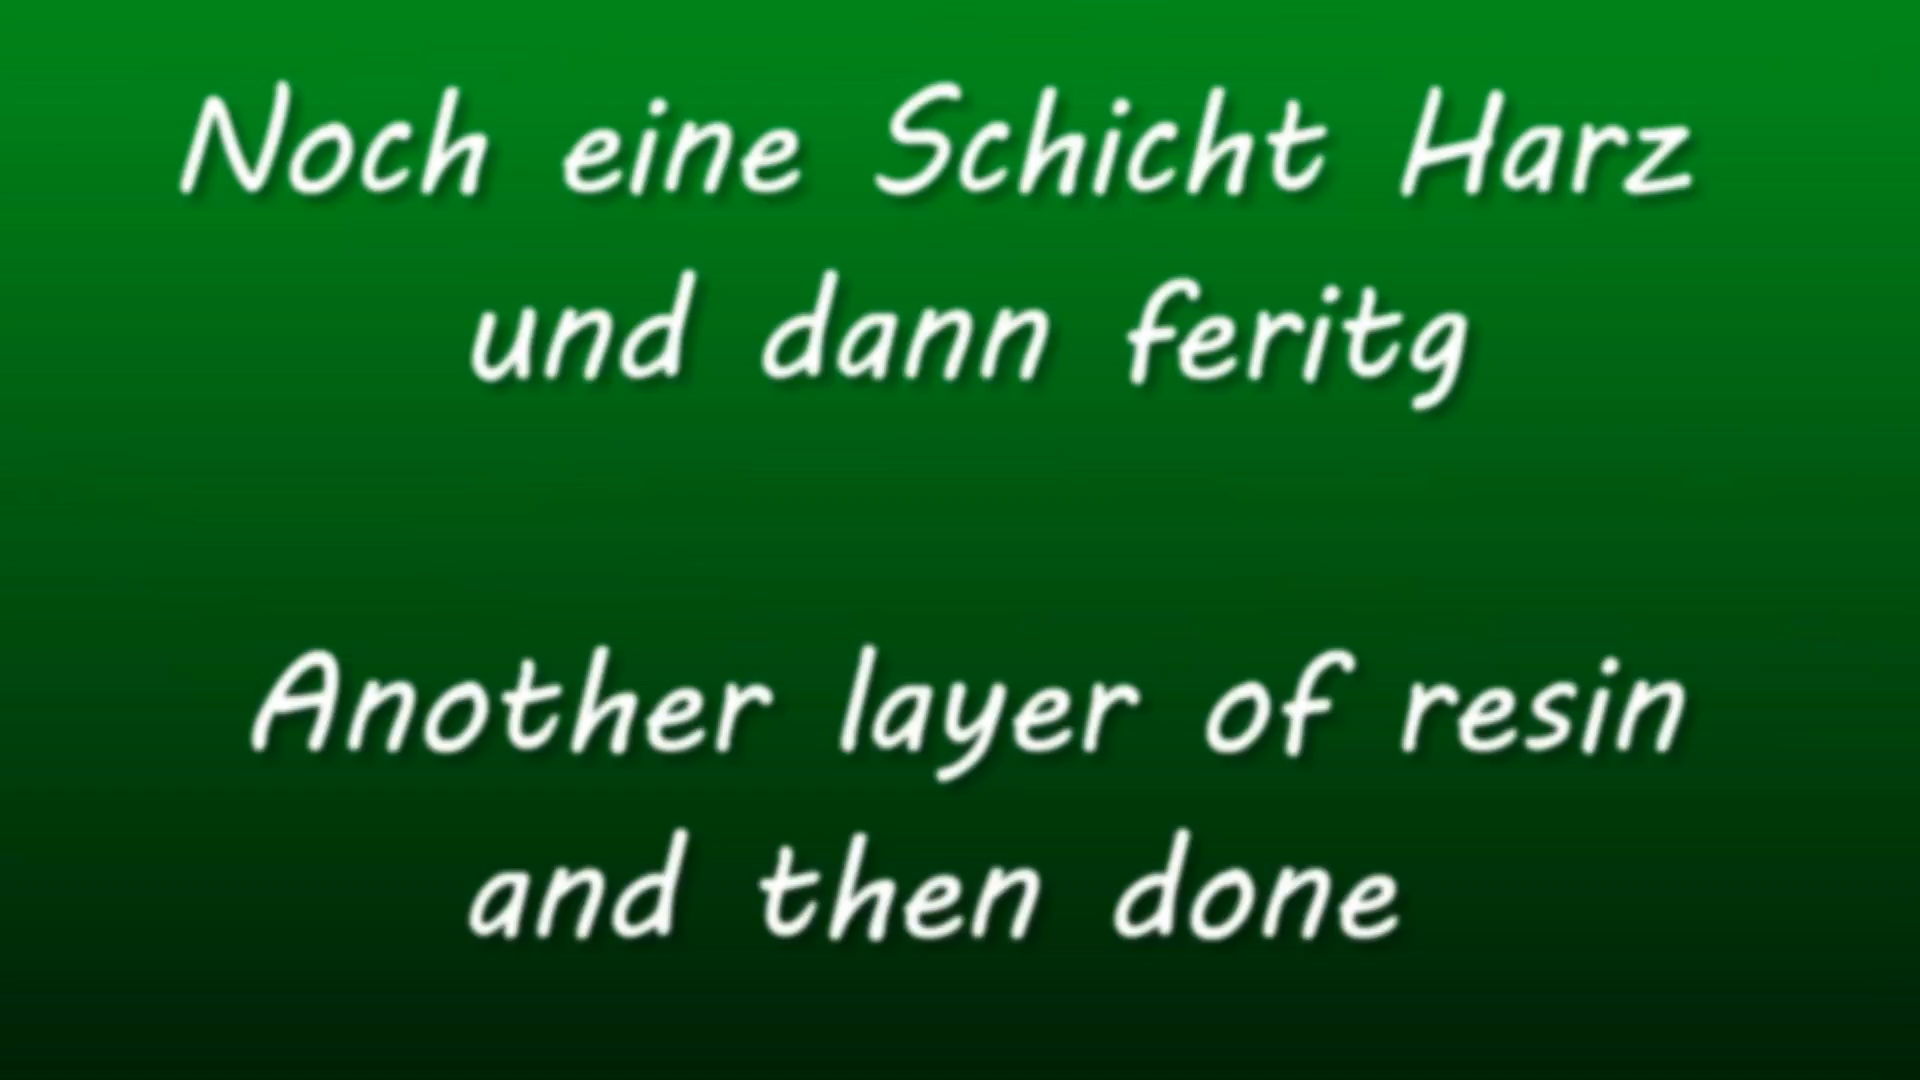 Noch eine Schicht Harz
und dann feritg
Another layer of resin
and then done